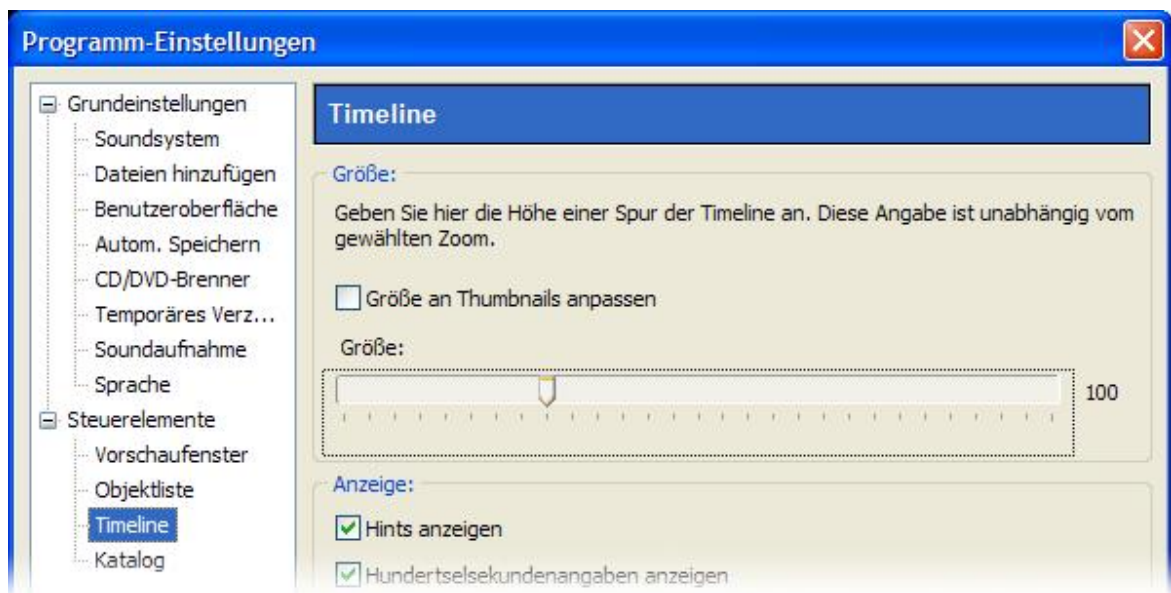 Programm-Einstellungen
Grundeinstellungen
Soundsystem
Dateien hinzufügen
Benutzeroberfläche
Autom. Speichern
CD/DVD-Brenner
Temporäres Verz...
Soundaufnahme
Sprache
Steuerelemente
Vorschaufenster
Objektliste
Timeline
Katalog
Timeline
Größe:
Geben Sie hier die Höhe einer Spur der Timeline an. Diese Angabe ist unabhängig vom
gewählten Zoom.
Größe an Thumbnails anpassen
Größe:
100
Anzeige:
Hints anzeigen
Hundertselsekundenangaben anzeigen